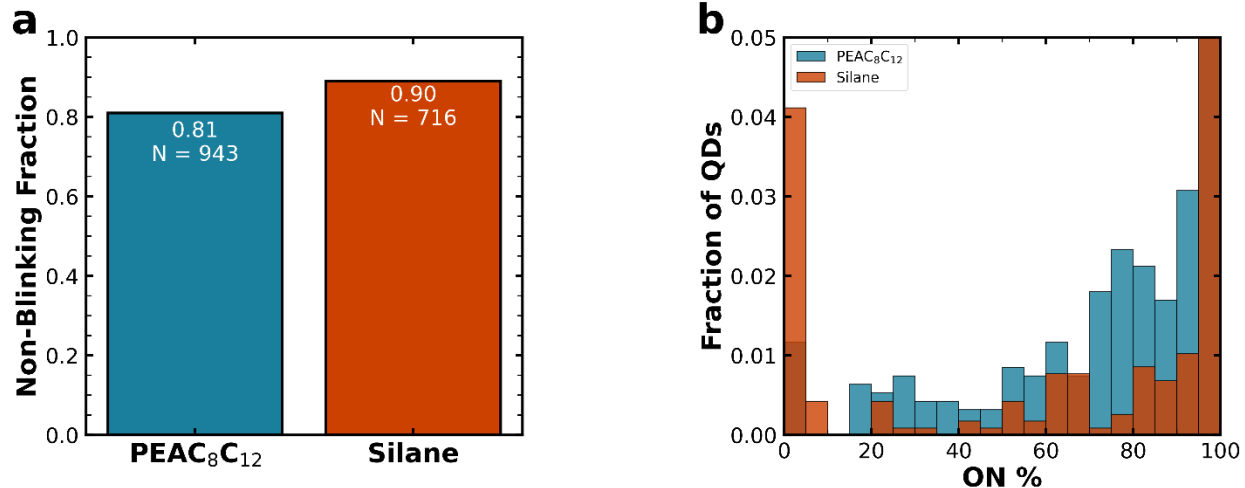 a
Non-Blinking Fraction
1.0
0.8
0.6
0.4
0.2
0.0
0.81
N = 943
0.90
N = 716
PEAC₈C₁₂
Silane
b
Fraction of QDs
0.05
0.04
0.03
0.02
0.01
0.00
PEAC₈C₁₂
Silane
0 20 40 60 80 100
ON %